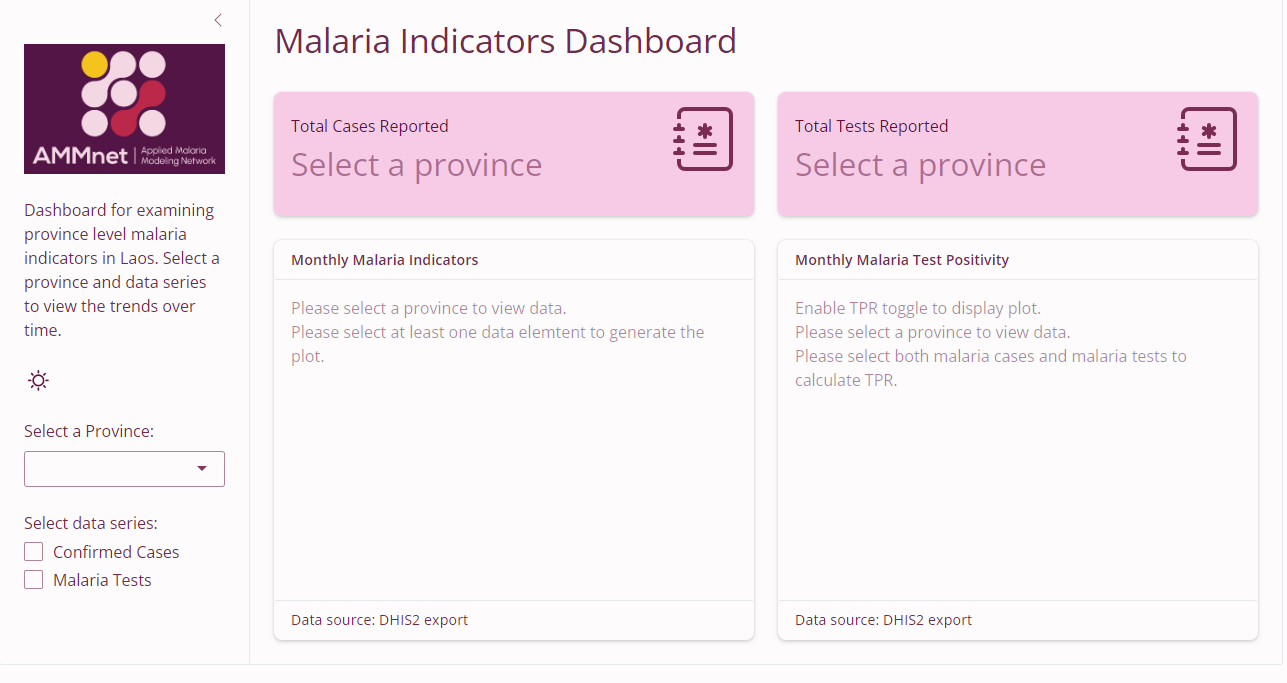 AMMnet
Applied Malaria
Modeling Network
Dashboard for examining
province level malaria
indicators in Laos. Select a
province and data series
to view the trends over
time.
Select a Province:
Select data series:
Confirmed Cases
Malaria Tests
Malaria Indicators Dashboard
Total Cases Reported
Select a province
Total Tests Reported
Select a province
Monthly Malaria Indicators
Please select a province to view data.
Please select at least one data elemtent to generate the
plot.
Data source: DHIS2 export
Monthly Malaria Test Positivity
Enable TPR toggle to display plot.
Please select a province to view data.
Please select both malaria cases and malaria tests to
calculate TPR.
Data source: DHIS2 export